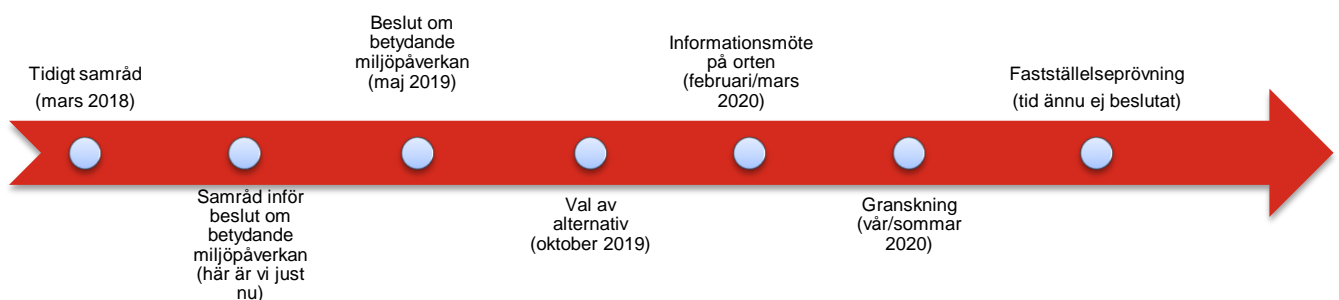 Tidigt samråd
(mars 2018)
Samråd inför
beslut om
betydande
miljöpåverkan
(här är vi just
nu)
Beslut om
betydande
miljöpåverkan
(maj 2019)
Val av
alternativ
(oktober 2019)
Informationsmöte
på orten
(februari/mars
2020)
Granskning
(vår/sommar
2020)
Fastställelseprövning
(tid ännu ej beslutat)